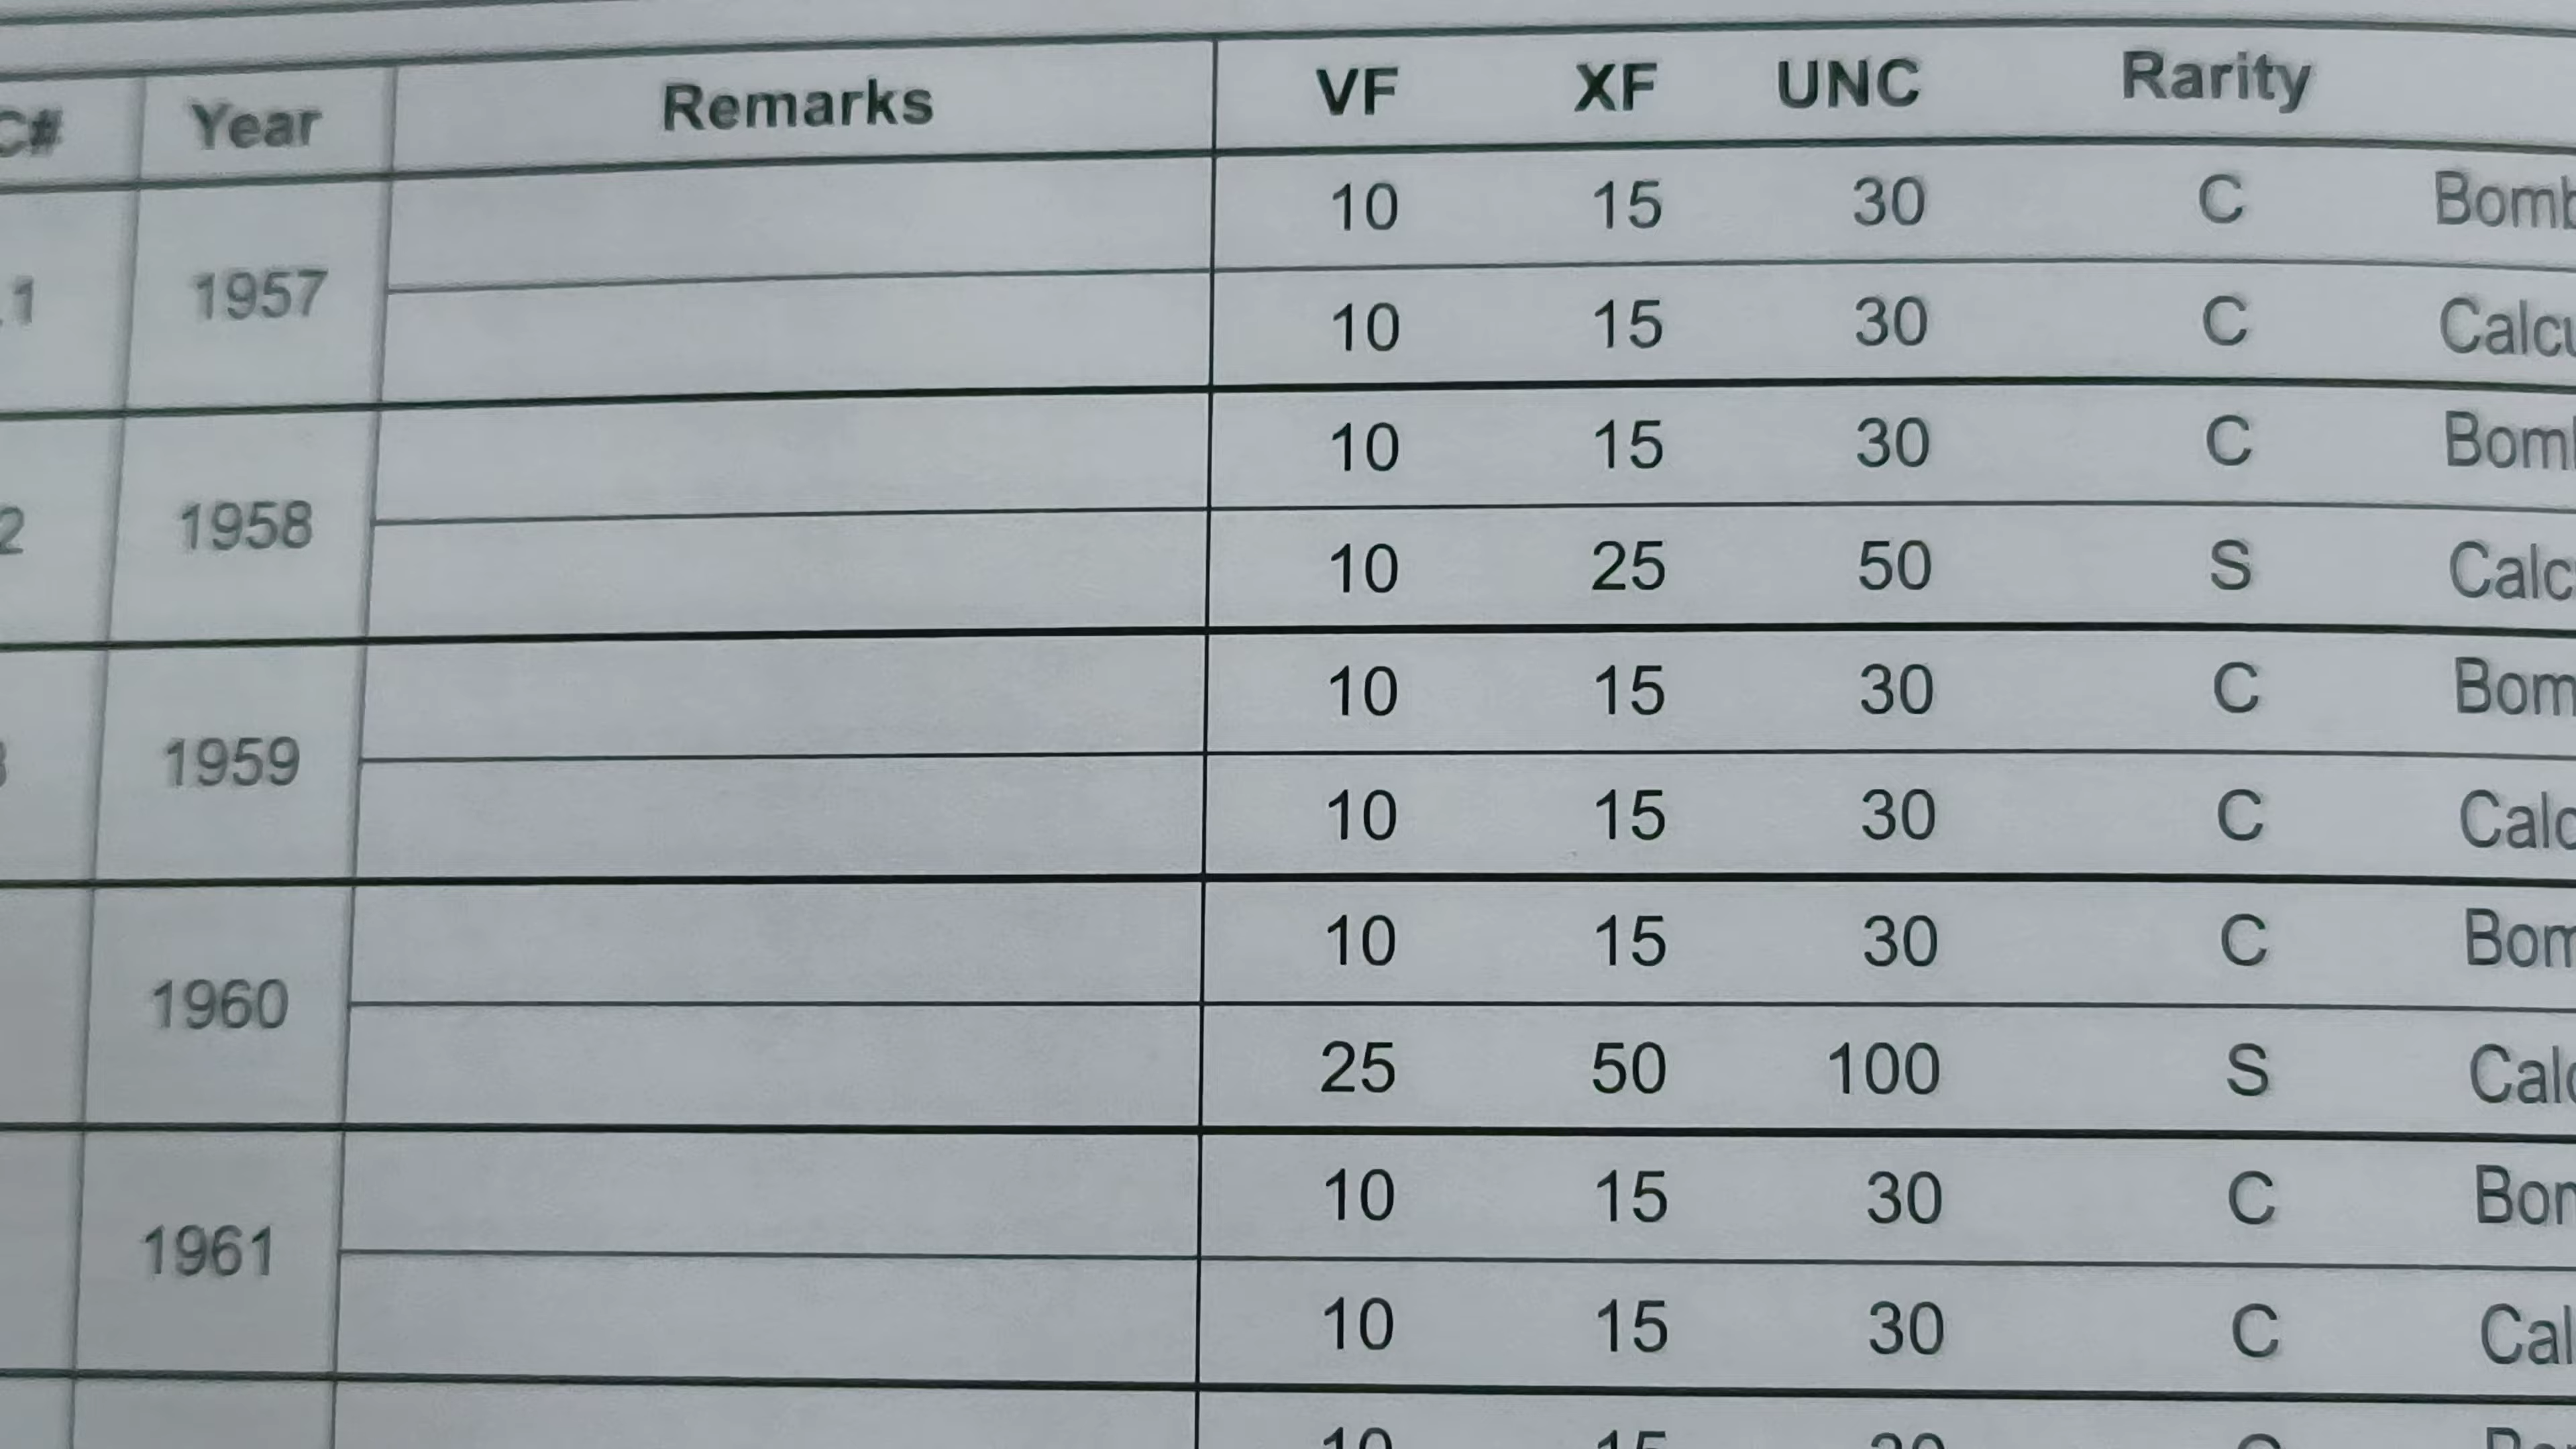 C# Year Remarks VF XF UNC Rarity
.1 1957 10 15 30 C Bomb
10 15 30 C Calcu
2 1958 10 15 30 C Bom
10 25 50 S Calc
1959 10 15 30 C Bom
10 15 30 C Calc
1960 10 15 30 C Bom
25 50 100 S Calc
1961 10 15 30 C Bon
10 15 30 C Cal
10 15 30 C